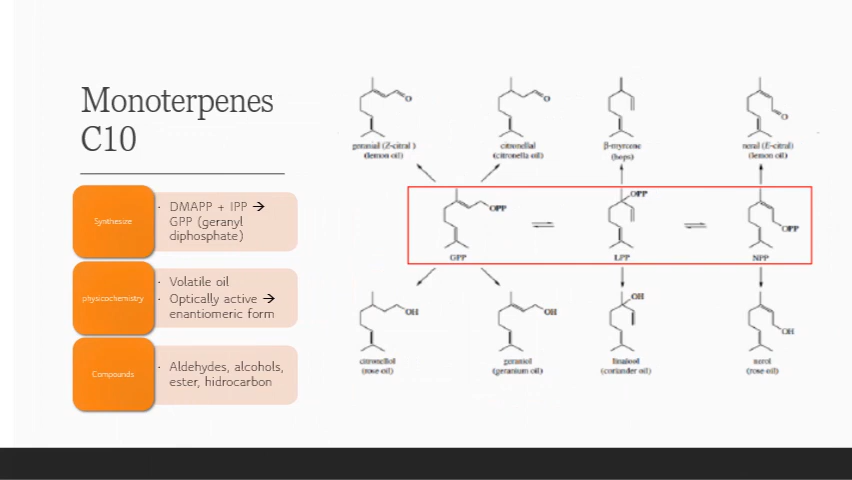 Monoterpenes
C10
Synthesize
• DMAPP + IPP →
GPP (geranyl
diphosphate)
physicochemistry
• Volatile oil
• Optically active →
enantiomeric form
Compounds
• Aldehydes, alcohols,
ester, hidrocarbon
O
O
O
geranial (Z-citral )
(lemon oil)
citronellal
(citronella oil)
β-myrcene
(hops)
neral (E-citral)
(lemon oil)
OPP
OPP
OPP
GPP
LPP
NPP
OH
OH
OH
OH
citronellol
(rose oil)
geraniol
(geranium oil)
linalool
(coriander oil)
nerol
(rose oil)